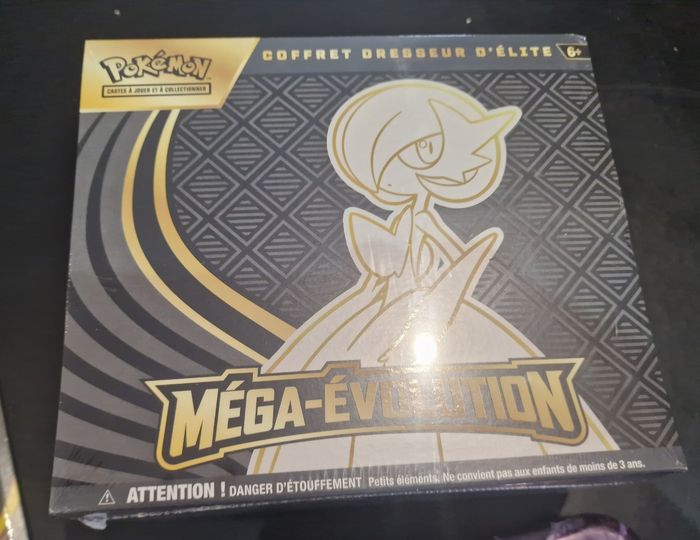 POKéMON
CARTES À JOUER ET À COLLECTIONNER
COFFRET DRESSEUR D'ÉLITE
6+
MÉGA-ÉVOLUTION
ATTENTION ! DANGER D'ÉTOUFFEMENT Petits éléments. Ne convient pas aux enfants de moins de 3 ans.